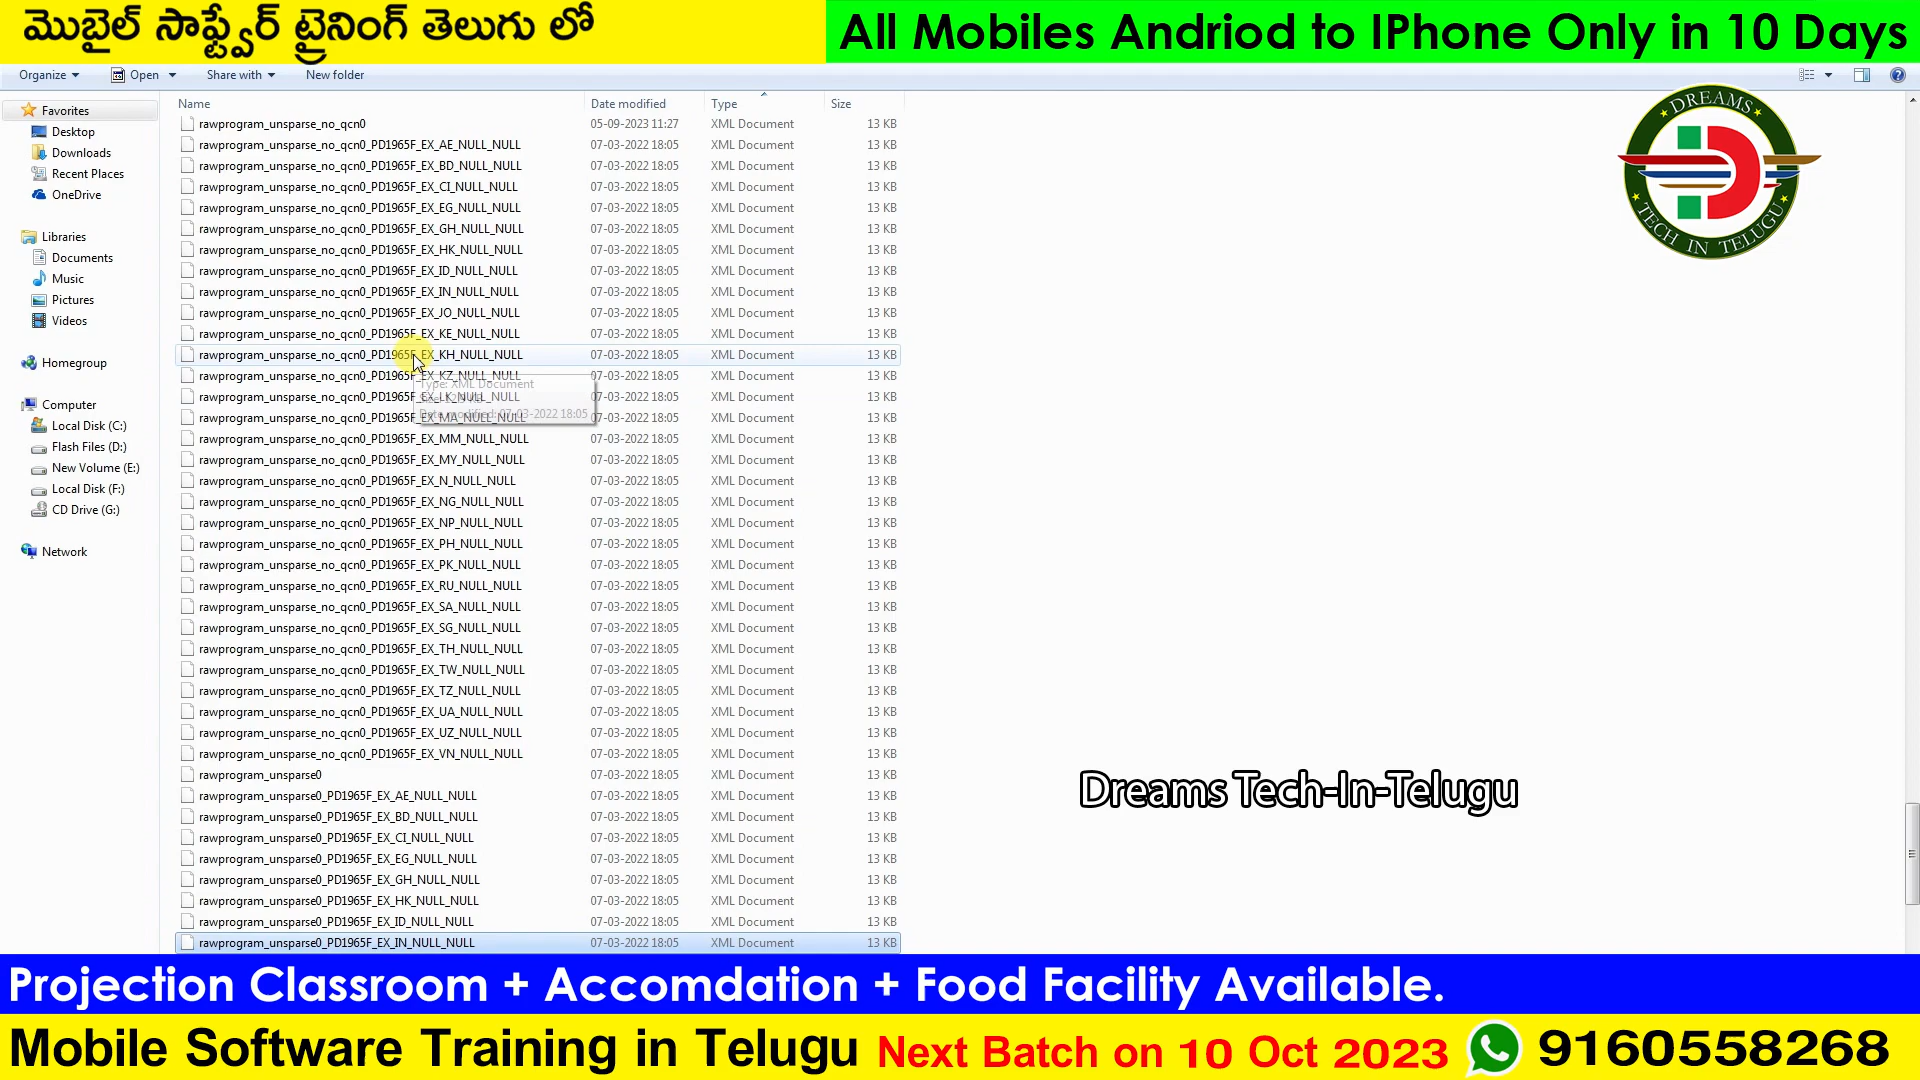 మొబైల్ సాఫ్ట్వేర్ ట్రైనింగ్ తెలుగు లో
All Mobiles Andriod to IPhone Only in 10 Days
Organize Open Share with New folder
Name Date modified Type Size
Favorites
Desktop
Downloads
Recent Places
OneDrive
Libraries
Documents
Music
Pictures
Videos
Homegroup
Computer
Local Disk (C:)
Flash Files (D:)
New Volume (E:)
Local Disk (F:)
CD Drive (G:)
Network
rawprogram_unsparse_no_qcn0 05-09-2023 11:27 XML Document 13 KB
rawprogram_unsparse_no_qcn0_PD1965F_EX_AE_NULL_NULL 07-03-2022 18:05 XML Document 13 KB
rawprogram_unsparse_no_qcn0_PD1965F_EX_BD_NULL_NULL 07-03-2022 18:05 XML Document 13 KB
rawprogram_unsparse_no_qcn0_PD1965F_EX_CI_NULL_NULL 07-03-2022 18:05 XML Document 13 KB
rawprogram_unsparse_no_qcn0_PD1965F_EX_EG_NULL_NULL 07-03-2022 18:05 XML Document 13 KB
rawprogram_unsparse_no_qcn0_PD1965F_EX_GH_NULL_NULL 07-03-2022 18:05 XML Document 13 KB
rawprogram_unsparse_no_qcn0_PD1965F_EX_HK_NULL_NULL 07-03-2022 18:05 XML Document 13 KB
rawprogram_unsparse_no_qcn0_PD1965F_EX_ID_NULL_NULL 07-03-2022 18:05 XML Document 13 KB
rawprogram_unsparse_no_qcn0_PD1965F_EX_IN_NULL_NULL 07-03-2022 18:05 XML Document 13 KB
rawprogram_unsparse_no_qcn0_PD1965F_EX_JO_NULL_NULL 07-03-2022 18:05 XML Document 13 KB
rawprogram_unsparse_no_qcn0_PD1965F_EX_KE_NULL_NULL 07-03-2022 18:05 XML Document 13 KB
rawprogram_unsparse_no_qcn0_PD1965F_EX_KH_NULL_NULL 07-03-2022 18:05 XML Document 13 KB
rawprogram_unsparse_no_qcn0_PD1965F_EX_KZ_NULL_NULL 07-03-2022 18:05 XML Document 13 KB
rawprogram_unsparse_no_qcn0_PD1965F_EX_LK_NULL_NULL 07-03-2022 18:05 XML Document 13 KB
rawprogram_unsparse_no_qcn0_PD1965F_EX_MA_NULL_NULL 07-03-2022 18:05 XML Document 13 KB
Type: XML Document
Date modified: 07-03-2022 18:05
rawprogram_unsparse_no_qcn0_PD1965F_EX_MM_NULL_NULL 07-03-2022 18:05 XML Document 13 KB
rawprogram_unsparse_no_qcn0_PD1965F_EX_MY_NULL_NULL 07-03-2022 18:05 XML Document 13 KB
rawprogram_unsparse_no_qcn0_PD1965F_EX_N_NULL_NULL 07-03-2022 18:05 XML Document 13 KB
rawprogram_unsparse_no_qcn0_PD1965F_EX_NG_NULL_NULL 07-03-2022 18:05 XML Document 13 KB
rawprogram_unsparse_no_qcn0_PD1965F_EX_NP_NULL_NULL 07-03-2022 18:05 XML Document 13 KB
rawprogram_unsparse_no_qcn0_PD1965F_EX_PH_NULL_NULL 07-03-2022 18:05 XML Document 13 KB
rawprogram_unsparse_no_qcn0_PD1965F_EX_PK_NULL_NULL 07-03-2022 18:05 XML Document 13 KB
rawprogram_unsparse_no_qcn0_PD1965F_EX_RU_NULL_NULL 07-03-2022 18:05 XML Document 13 KB
rawprogram_unsparse_no_qcn0_PD1965F_EX_SA_NULL_NULL 07-03-2022 18:05 XML Document 13 KB
rawprogram_unsparse_no_qcn0_PD1965F_EX_SG_NULL_NULL 07-03-2022 18:05 XML Document 13 KB
rawprogram_unsparse_no_qcn0_PD1965F_EX_TH_NULL_NULL 07-03-2022 18:05 XML Document 13 KB
rawprogram_unsparse_no_qcn0_PD1965F_EX_TW_NULL_NULL 07-03-2022 18:05 XML Document 13 KB
rawprogram_unsparse_no_qcn0_PD1965F_EX_TZ_NULL_NULL 07-03-2022 18:05 XML Document 13 KB
rawprogram_unsparse_no_qcn0_PD1965F_EX_UA_NULL_NULL 07-03-2022 18:05 XML Document 13 KB
rawprogram_unsparse_no_qcn0_PD1965F_EX_UZ_NULL_NULL 07-03-2022 18:05 XML Document 13 KB
rawprogram_unsparse_no_qcn0_PD1965F_EX_VN_NULL_NULL 07-03-2022 18:05 XML Document 13 KB
rawprogram_unsparse0 07-03-2022 18:05 XML Document 13 KB
rawprogram_unsparse0_PD1965F_EX_AE_NULL_NULL 07-03-2022 18:05 XML Document 13 KB
rawprogram_unsparse0_PD1965F_EX_BD_NULL_NULL 07-03-2022 18:05 XML Document 13 KB
rawprogram_unsparse0_PD1965F_EX_CI_NULL_NULL 07-03-2022 18:05 XML Document 13 KB
rawprogram_unsparse0_PD1965F_EX_EG_NULL_NULL 07-03-2022 18:05 XML Document 13 KB
rawprogram_unsparse0_PD1965F_EX_GH_NULL_NULL 07-03-2022 18:05 XML Document 13 KB
rawprogram_unsparse0_PD1965F_EX_HK_NULL_NULL 07-03-2022 18:05 XML Document 13 KB
rawprogram_unsparse0_PD1965F_EX_ID_NULL_NULL 07-03-2022 18:05 XML Document 13 KB
rawprogram_unsparse0_PD1965F_EX_IN_NULL_NULL 07-03-2022 18:05 XML Document 13 KB
DREAMS
TECH IN TELUGU
Dreams Tech-In-Telugu
Projection Classroom + Accomdation + Food Facility Available.
Mobile Software Training in Telugu Next Batch on 10 Oct 2023 9160558268